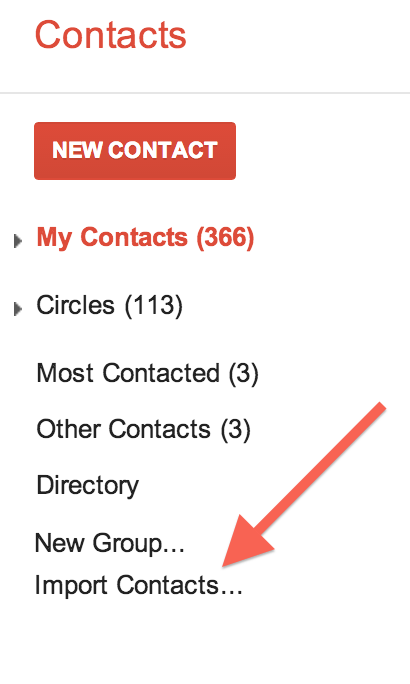 Contacts
NEW CONTACT
My Contacts (366)
Circles (113)
Most Contacted (3)
Other Contacts (3)
Directory
New Group...
Import Contacts...